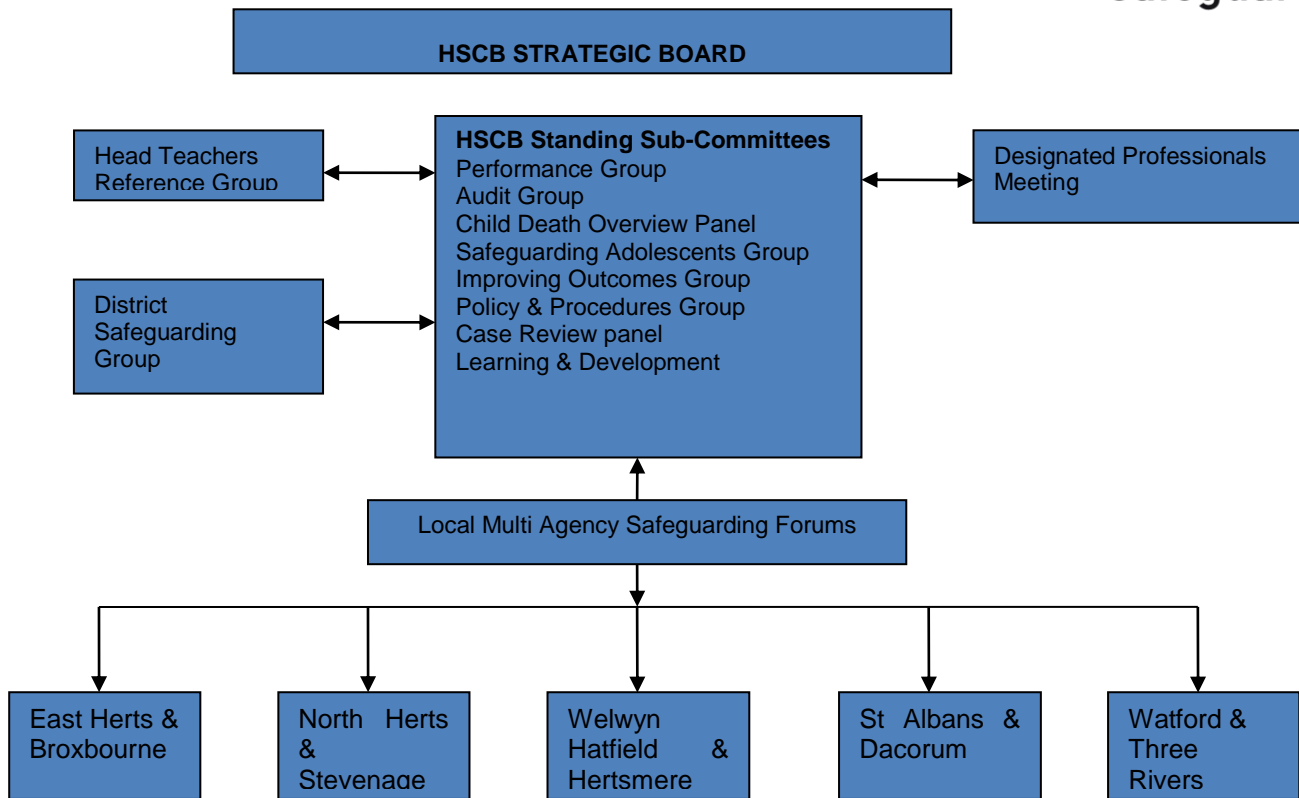 HSCB STRATEGIC BOARD
Head Teachers
Reference Group
HSCB Standing Sub-Committees
Performance Group
Audit Group
Child Death Overview Panel
Safeguarding Adolescents Group
Improving Outcomes Group
Policy & Procedures Group
Case Review panel
Learning & Development
Designated Professionals
Meeting
District
Safeguarding
Group
Local Multi Agency Safeguarding Forums
East Herts &
Broxbourne
North Herts
&
Stevenage
Welwyn
Hatfield &
Hertsmere
St Albans &
Dacorum
Watford &
Three
Rivers